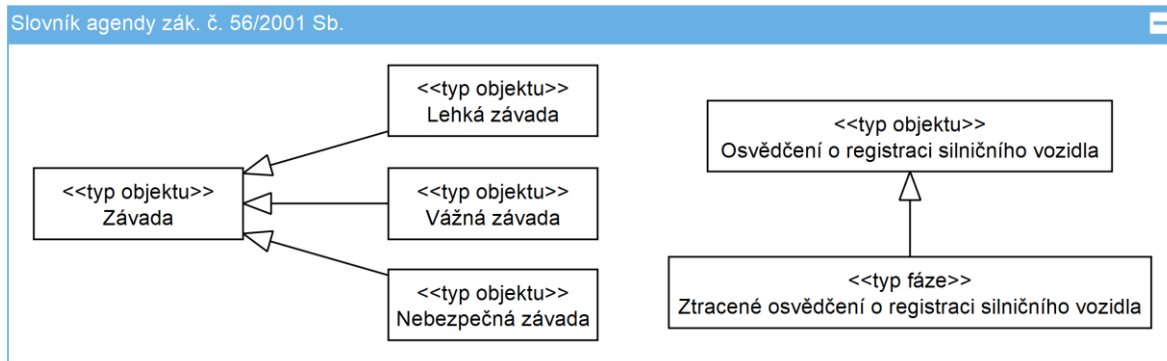 Slovník agendy zák. č. 56/2001 Sb.
<<typ objektu>>
Lehká závada
<<typ objektu>>
Závada
<<typ objektu>>
Vážná závada
<<typ objektu>>
Nebezpečná závada
<<typ objektu>>
Osvědčení o registraci silničního vozidla
<<typ fáze>>
Ztracené osvědčení o registraci silničního vozidla